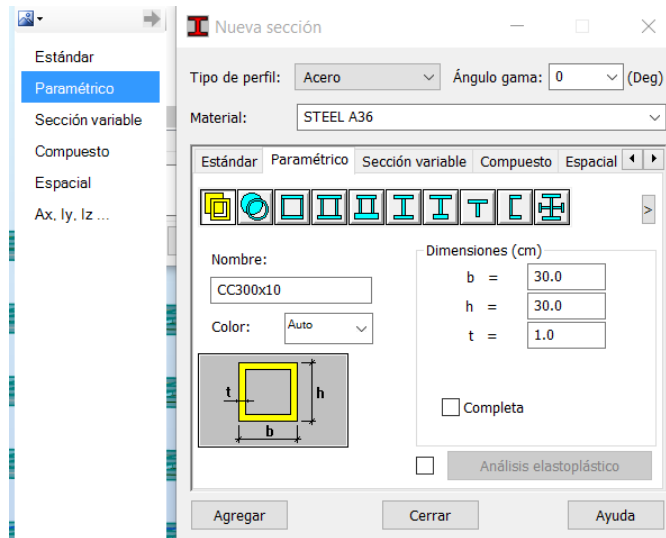 Estándar
Paramétrico
Sección variable
Compuesto
Espacial
Ax, Iy, Iz ...
Nueva sección
Tipo de perfil: Acero Ángulo gama: 0 (Deg)
Material: STEEL A36
Estándar Paramétrico Sección variable Compuesto Espacial
>
Nombre:
CC300x10
Color: Auto
t h
b
Dimensiones (cm)
b = 30.0
h = 30.0
t = 1.0
Completa
Análisis elastoplástico
Agregar Cerrar Ayuda